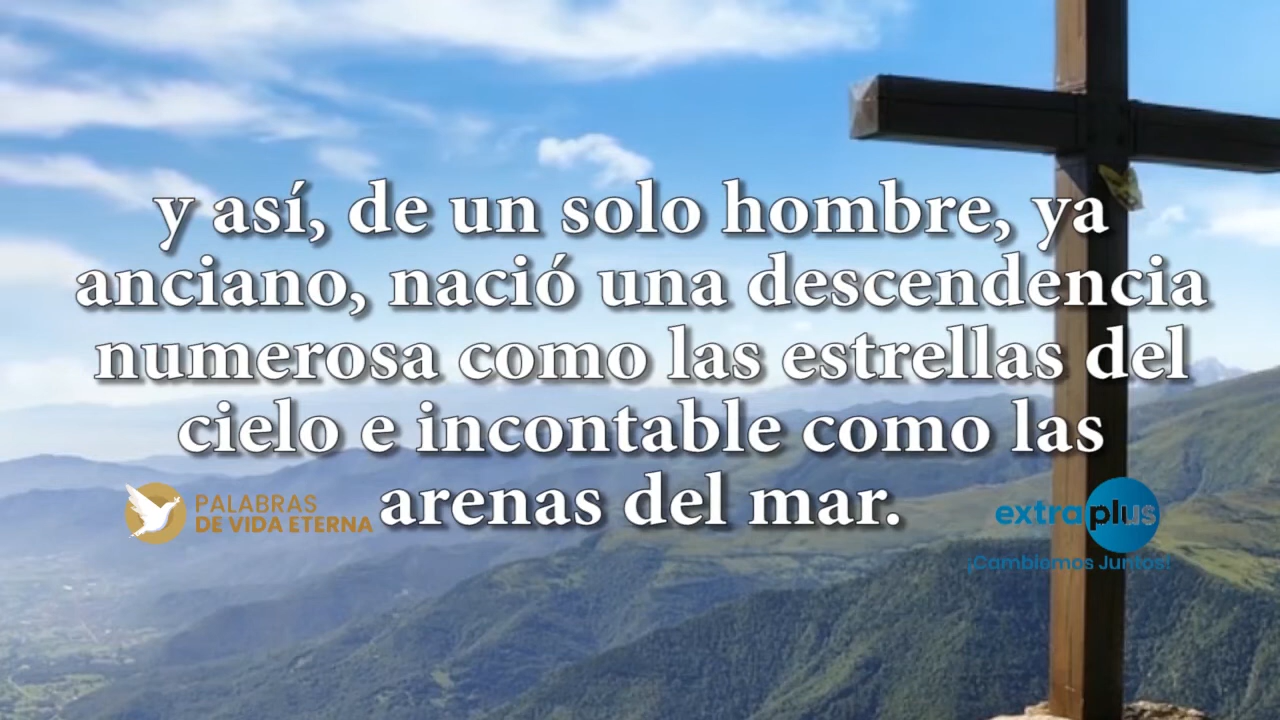 y así, de un solo hombre, ya
anciano, nació una descendencia
numerosa como las estrellas del
cielo e incontable como las
arenas del mar.
PALABRAS
DE VIDA ETERNA
extraplus
¡Cambiemos Juntos!